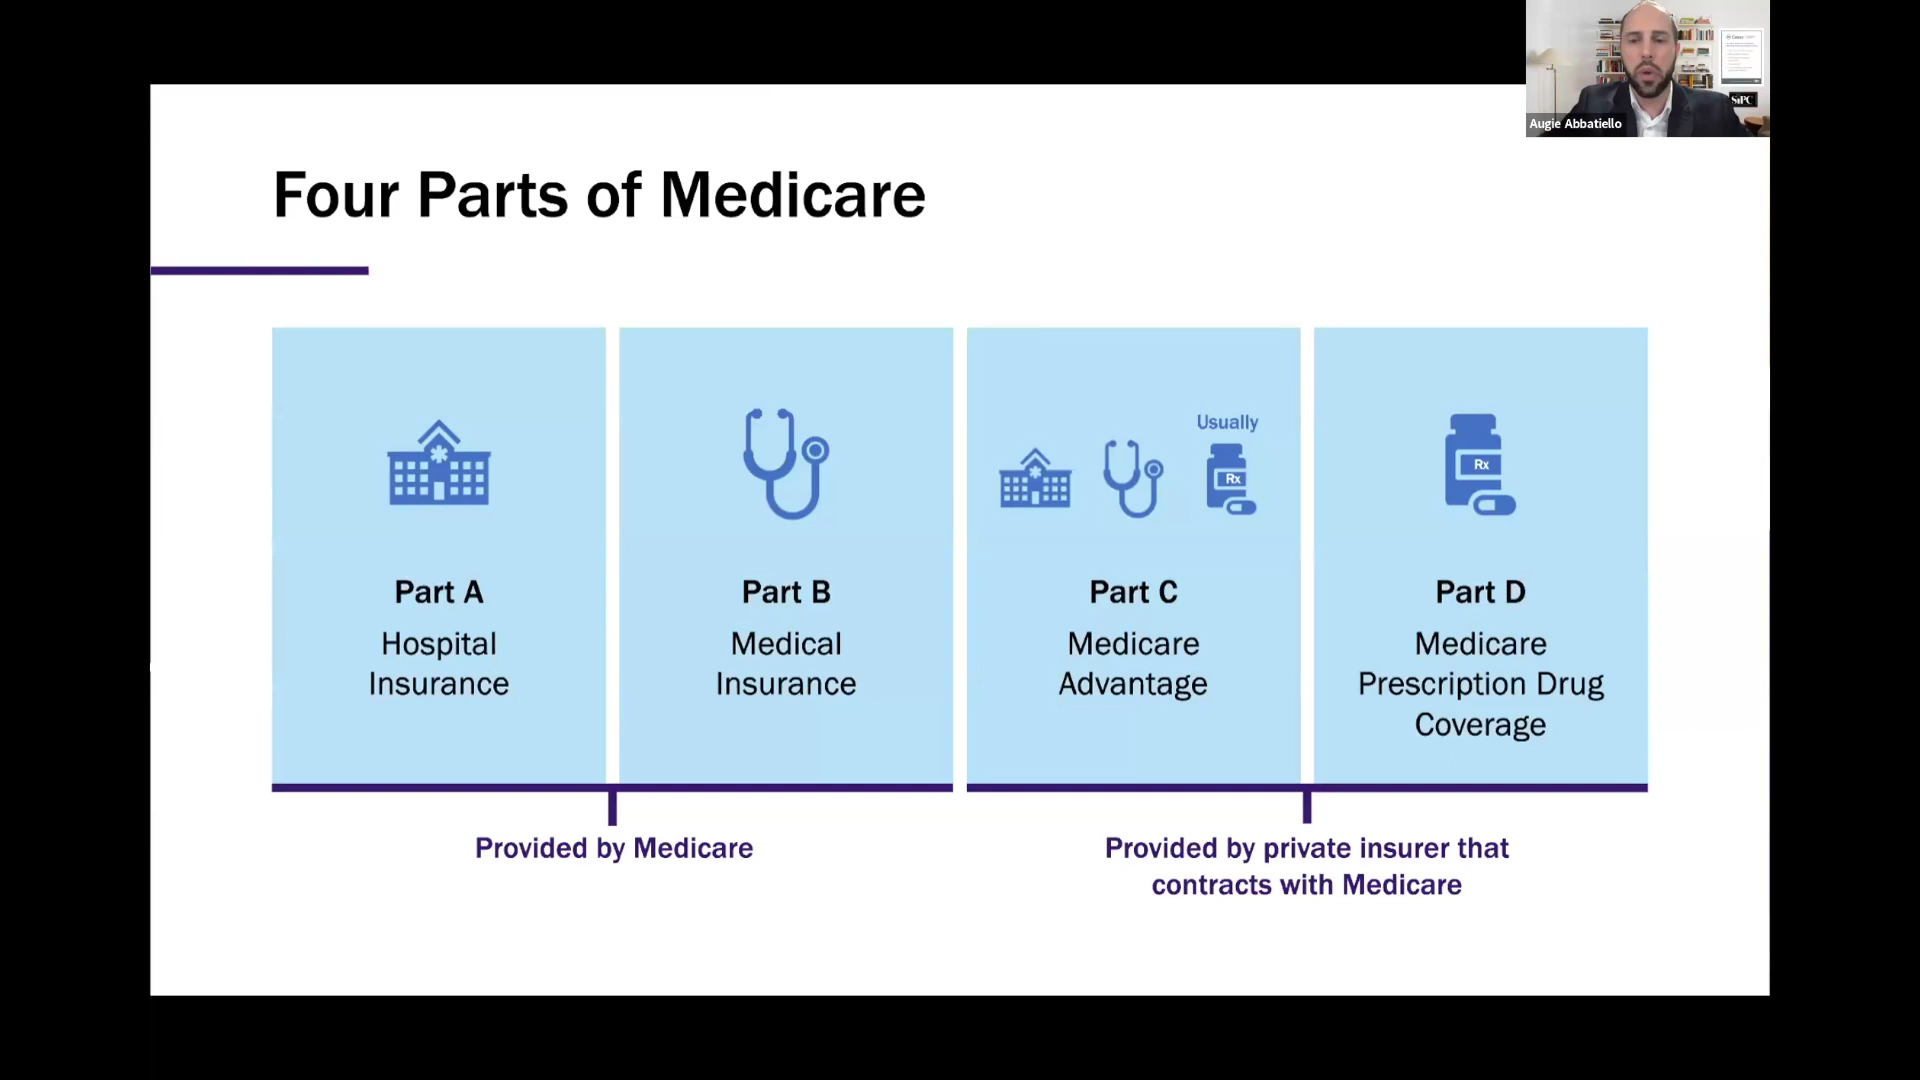 Augie Abbatiello
SiPC
Four Parts of Medicare
Part A
Hospital
Insurance
Part B
Medical
Insurance
Usually
Rx
Part C
Medicare
Advantage
Rx
Part D
Medicare
Prescription Drug
Coverage
Provided by Medicare
Provided by private insurer that
contracts with Medicare